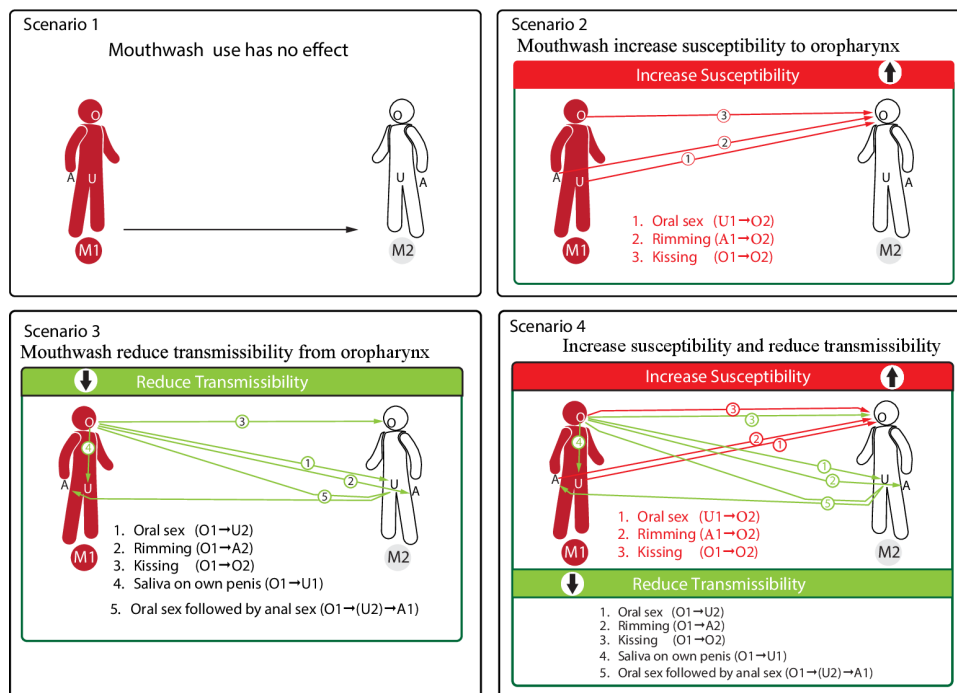 Scenario 1
Mouthwash use has no effect
O
A
U
M1
O
U
A
M2
Scenario 2
Mouthwash increase susceptibility to oropharynx
Increase Susceptibility
O
A
U
M1
3
2
1
O
U
A
M2
1. Oral sex (U1→O2)
2. Rimming (A1→O2)
3. Kissing (O1→O2)
Scenario 3
Mouthwash reduce transmissibility from oropharynx
Reduce Transmissibility
O
4
A
U
M1
3
1
2
5
O
U
A
M2
1. Oral sex (O1→U2)
2. Rimming (O1→A2)
3. Kissing (O1→O2)
4. Saliva on own penis (O1→U1)
5. Oral sex followed by anal sex (O1→(U2)→A1)
Scenario 4
Increase susceptibility and reduce transmissibility
Increase Susceptibility
O
4
A
U
M1
3
3
2
1
1
2
5
O
U
A
M2
1. Oral sex (U1→O2)
2. Rimming (A1→O2)
3. Kissing (O1→O2)
Reduce Transmissibility
1. Oral sex (O1→U2)
2. Rimming (O1→A2)
3. Kissing (O1→O2)
4. Saliva on own penis (O1→U1)
5. Oral sex followed by anal sex (O1→(U2)→A1)